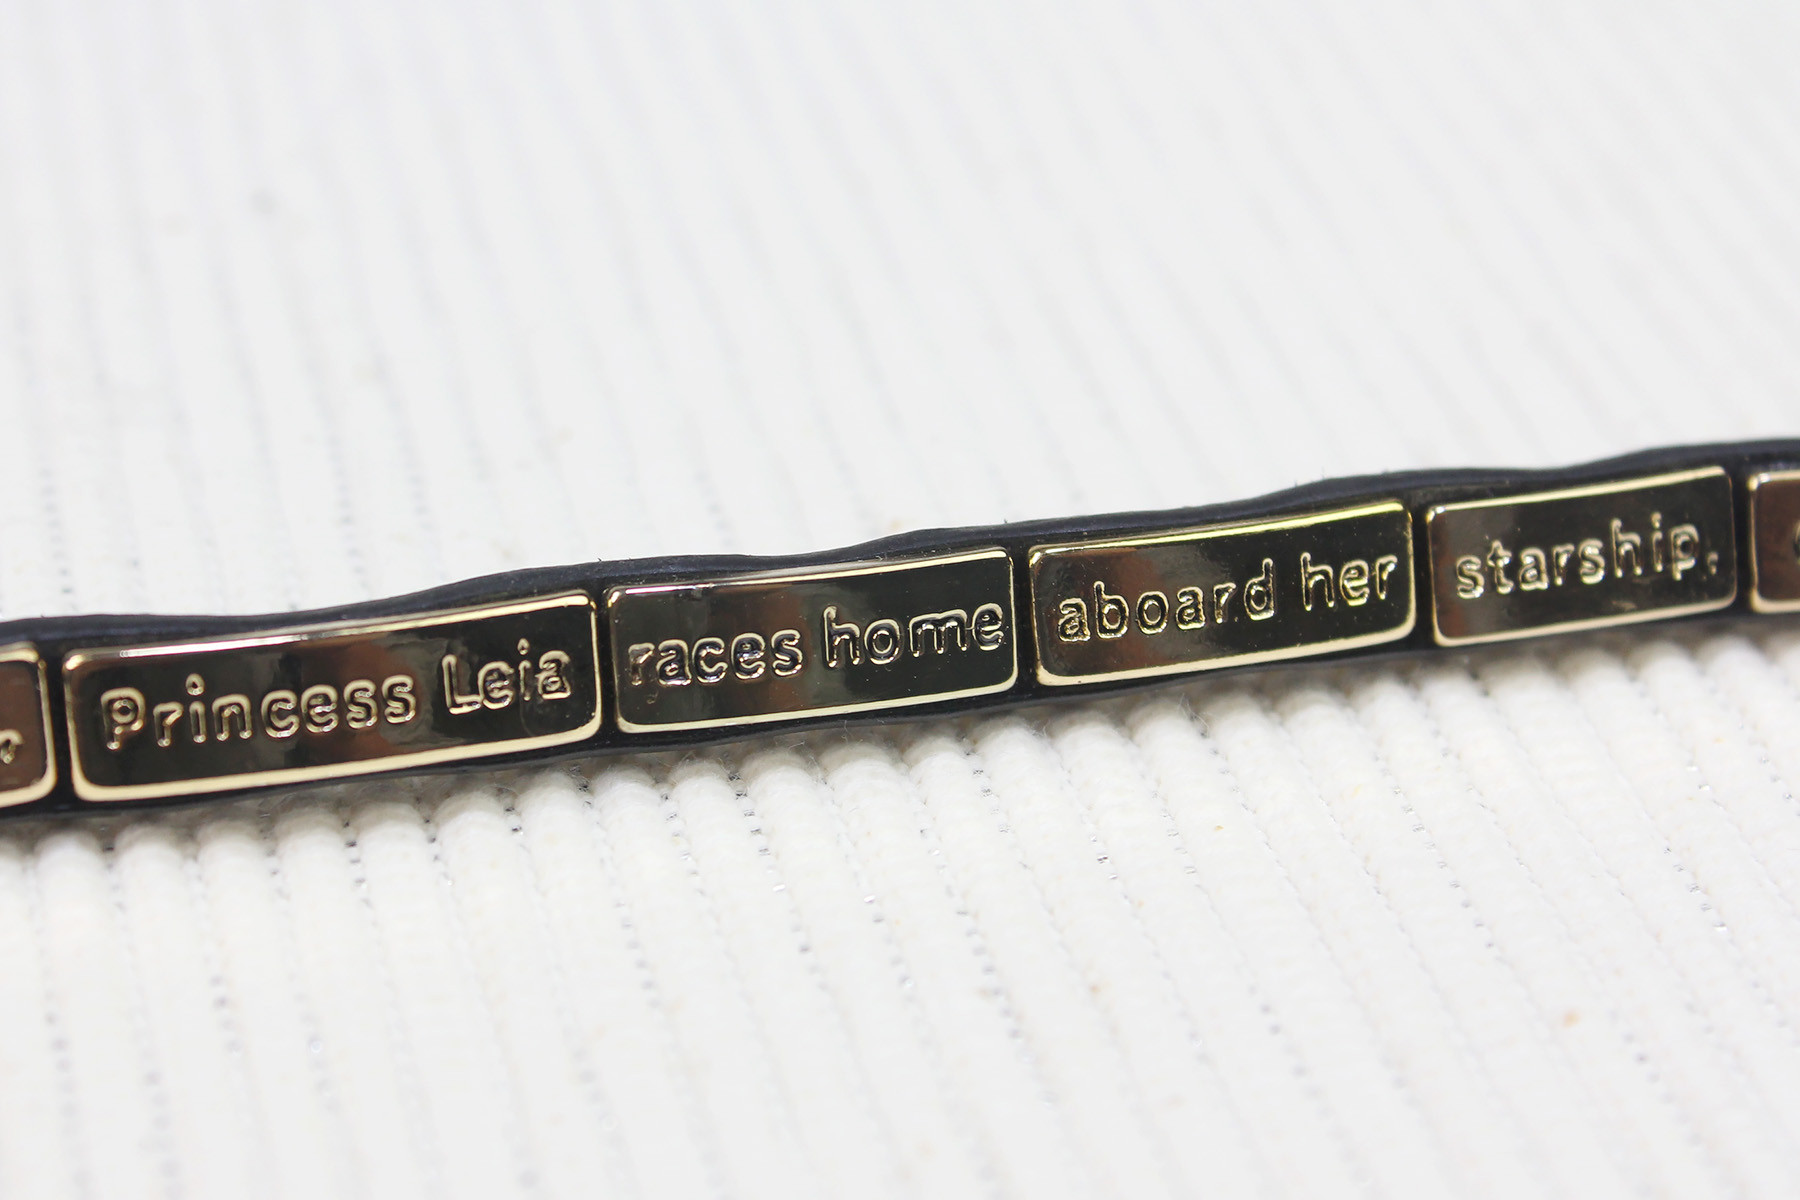 Princess Leia races home aboard her starship,